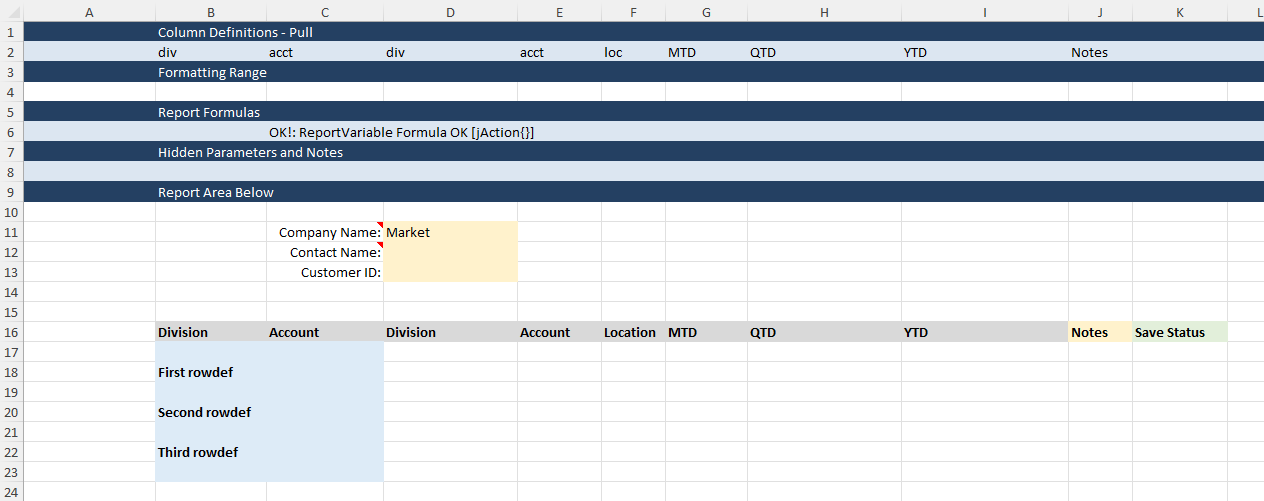 A B C D E F G H I J K L
1 Column Definitions - Pull
2 div acct div acct loc MTD QTD YTD Notes
3 Formatting Range
4
5 Report Formulas
6 OK!: ReportVariable Formula OK [jAction{}]
7 Hidden Parameters and Notes
8
9 Report Area Below
10
11 Company Name: Market
12 Contact Name:
13 Customer ID:
14
15
16 Division Account Division Account Location MTD QTD YTD Notes Save Status
17
18 First rowdef
19
20 Second rowdef
21
22 Third rowdef
23
24